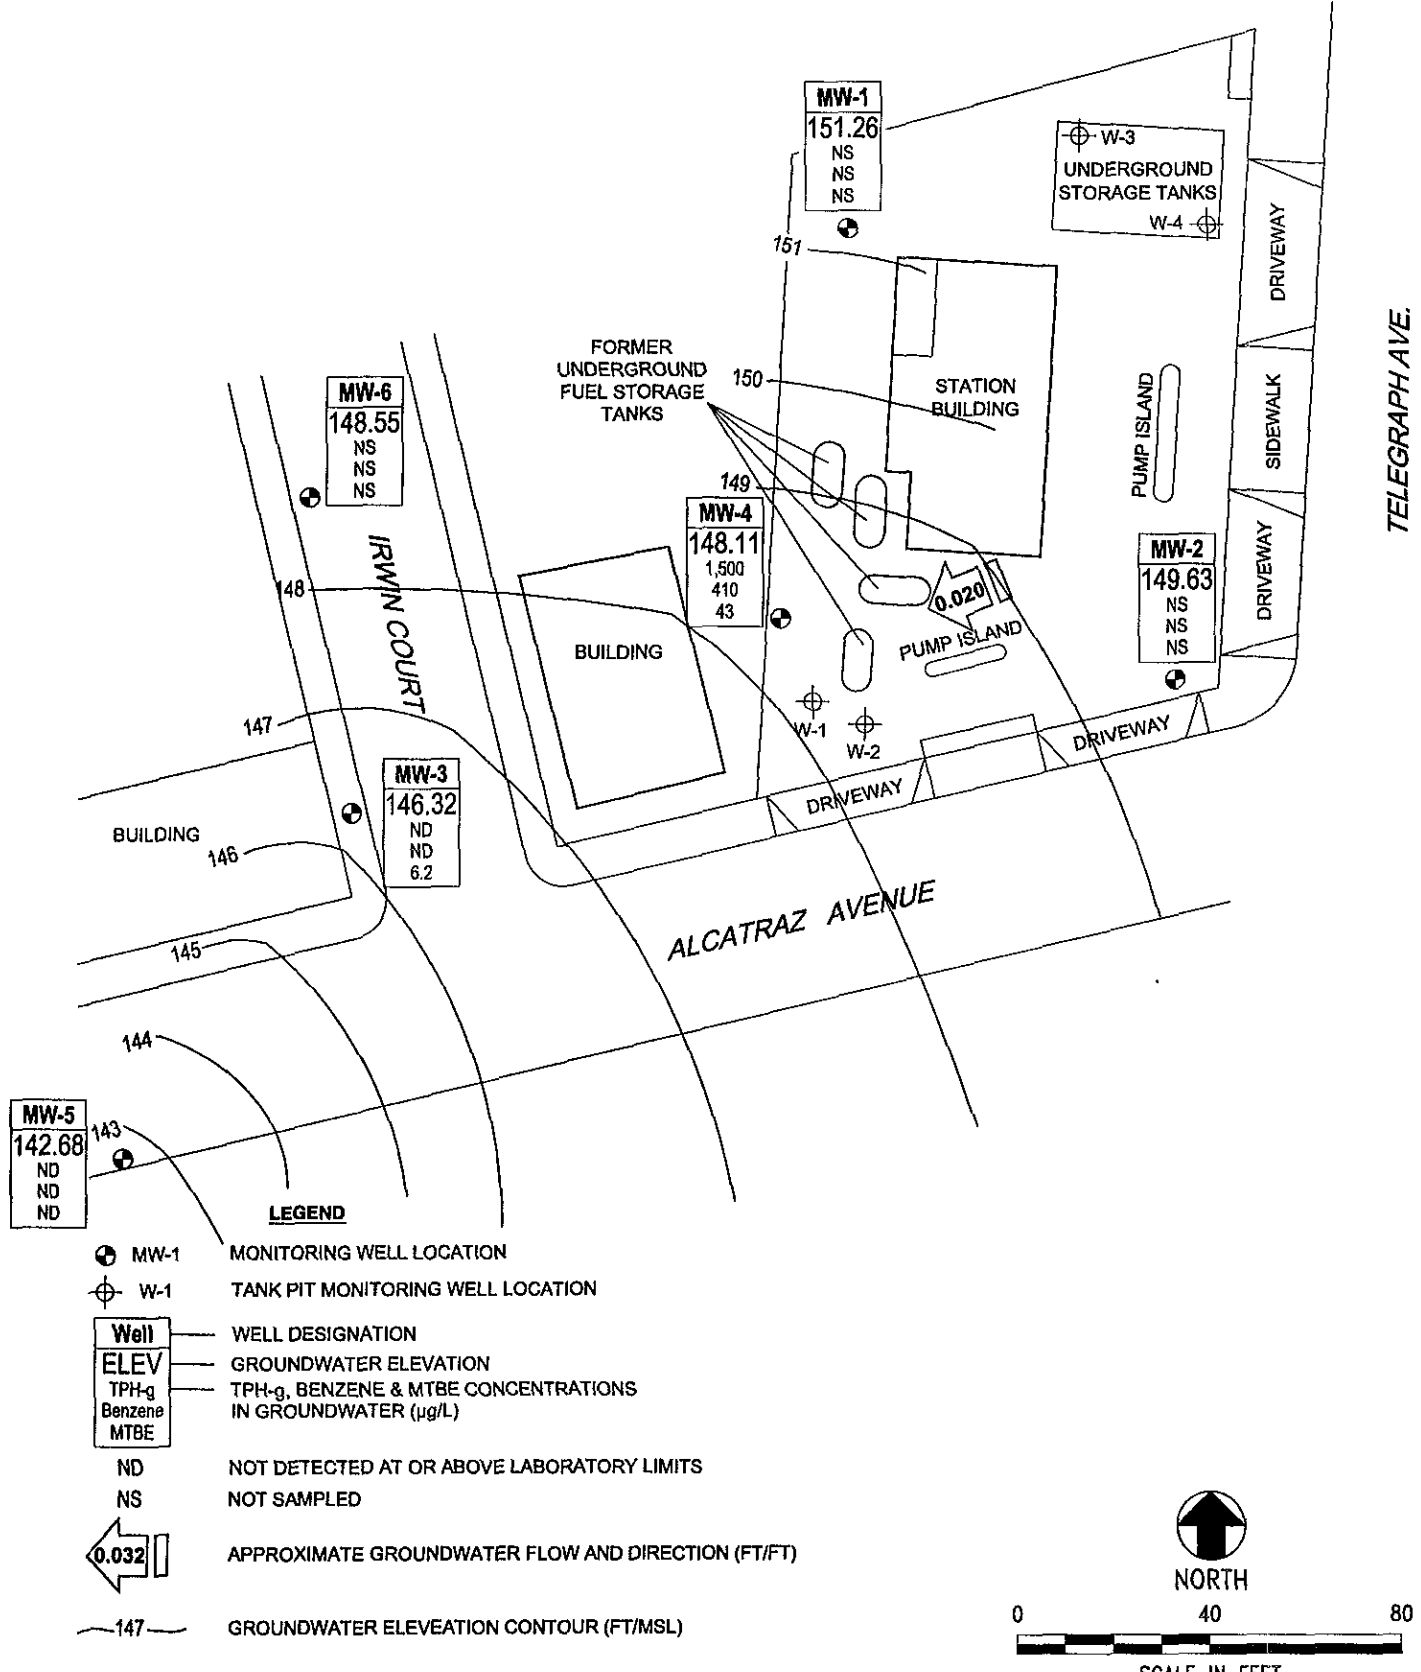 MW-1
151.26
NS
NS
NS
W-3
UNDERGROUND
STORAGE TANKS
W-4
DRIVEWAY
TELEGRAPH AVE.
151
FORMER
UNDERGROUND
FUEL STORAGE
TANKS
150
STATION
BUILDING
PUMP ISLAND
SIDEWALK
MW-6
148.55
NS
NS
NS
149
MW-4
148.11
1,500
410
43
MW-2
149.63
NS
NS
NS
DRIVEWAY
IRWIN COURT
148
0.020
BUILDING
PUMP ISLAND
W-1
W-2
DRIVEWAY
147
MW-3
146.32
ND
ND
6.2
DRIVEWAY
BUILDING
146
ALCATRAZ AVENUE
145
144
MW-5
142.68
ND
ND
ND
143
LEGEND
MW-1 MONITORING WELL LOCATION
W-1 TANK PIT MONITORING WELL LOCATION
Well WELL DESIGNATION
ELEV GROUNDWATER ELEVATION
TPH-g TPH-g, BENZENE & MTBE CONCENTRATIONS
Benzene IN GROUNDWATER (µg/L)
MTBE
ND NOT DETECTED AT OR ABOVE LABORATORY LIMITS
NS NOT SAMPLED
0.032 APPROXIMATE GROUNDWATER FLOW AND DIRECTION (FT/FT)
147 GROUNDWATER ELEVEATION CONTOUR (FT/MSL)
NORTH
0 40 80
SCALE IN FEET